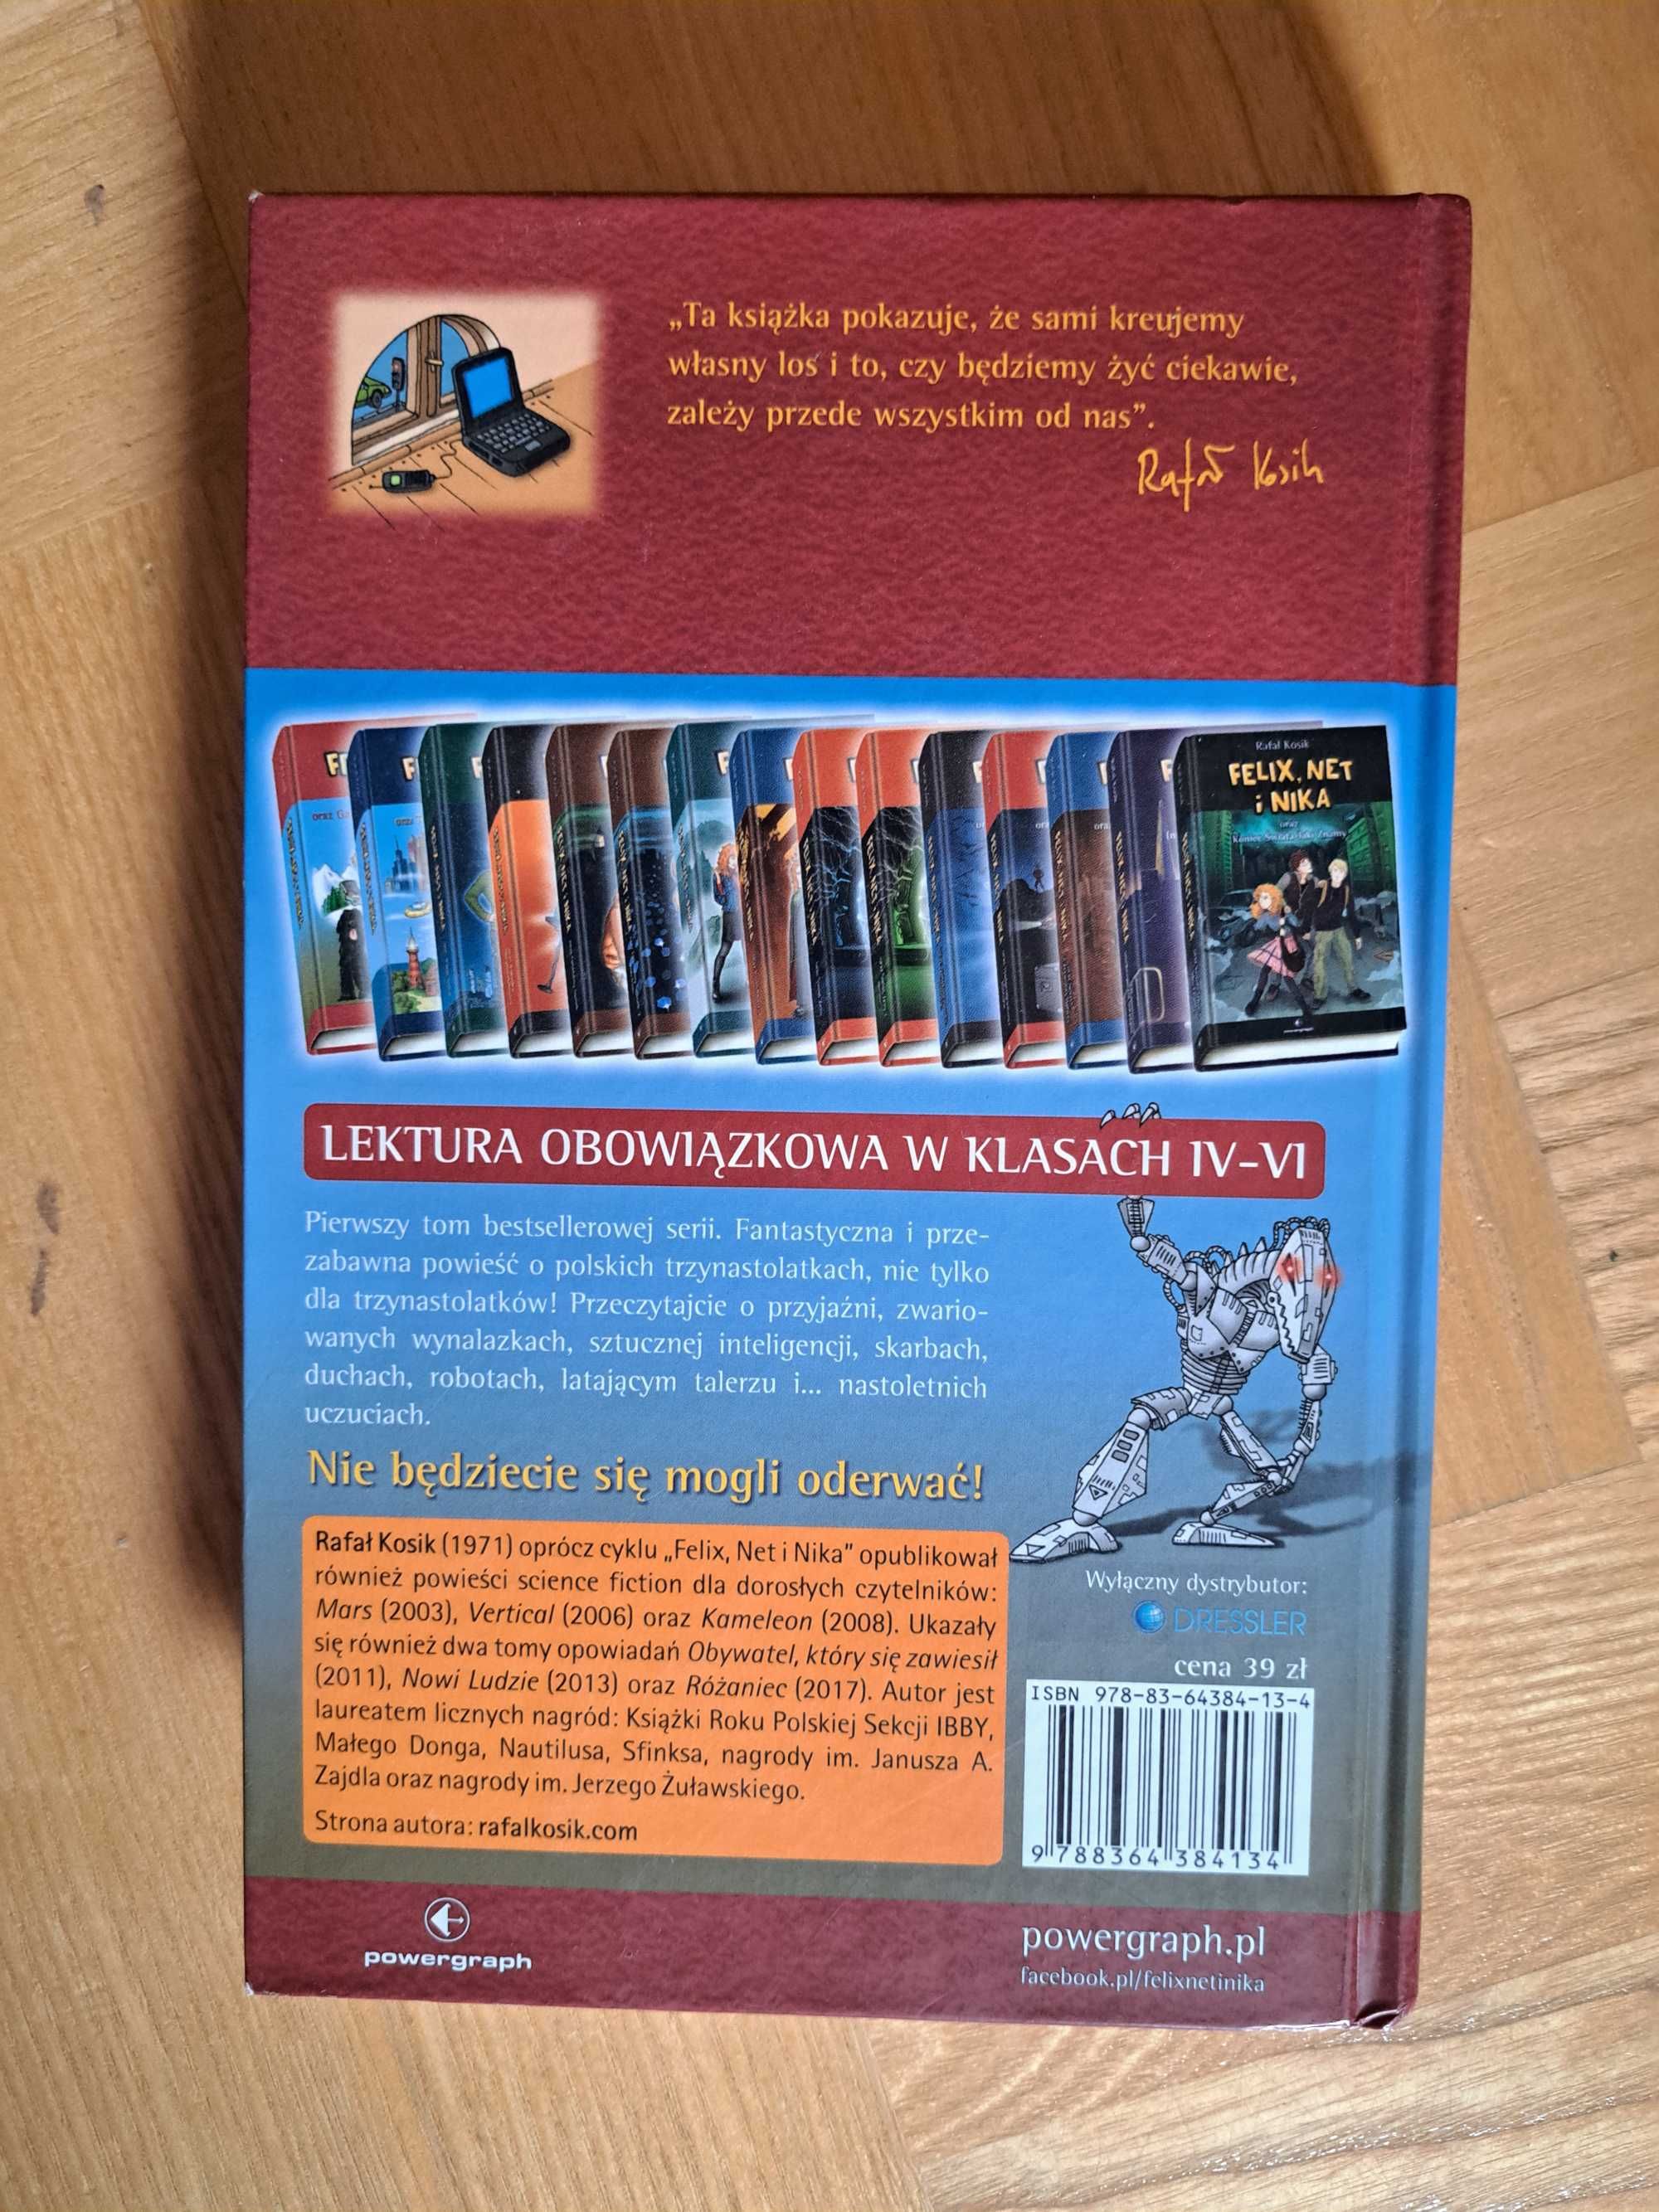 „Ta książka pokazuje, że sami kreujemy
własny los i to, czy będziemy żyć ciekawie,
zależy przede wszystkim od nas”.
Rafał Kosik
Rafał Kosik
FELIX, NET
i NIKA
oraz
Koniec Świata Jaki Znamy
powergraph
LEKTURA OBOWIĄZKOWA W KLASACH IV-VI
Pierwszy tom bestsellerowej serii. Fantastyczna i prze-
zabawna powieść o polskich trzynastolatkach, nie tylko
dla trzynastolatków! Przeczytajcie o przyjaźni, zwario-
wanych wynalazkach, sztucznej inteligencji, skarbach,
duchach, robotach, latającym talerzu i... nastoletnich
uczuciach.
Nie będziecie się mogli oderwać!
Rafał Kosik (1971) oprócz cyklu „Felix, Net i Nika” opublikował
również powieści science fiction dla dorosłych czytelników:
Mars (2003), Vertical (2006) oraz Kameleon (2008). Ukazały
się również dwa tomy opowiadań Obywatel, który się zawiesił
(2011), Nowi Ludzie (2013) oraz Różaniec (2017). Autor jest
laureatem licznych nagród: Książki Roku Polskiej Sekcji IBBY,
Małego Donga, Nautilusa, Sfinksa, nagrody im. Janusza A.
Zajdla oraz nagrody im. Jerzego Żuławskiego.
Strona autora: rafalkosik.com
Wyłączny dystrybutor:
DRESSLER
cena 39 zł
ISBN 978-83-64384-13-4
9 788364 384134
powergraph
powergraph.pl
facebook.pl/felixnetinika